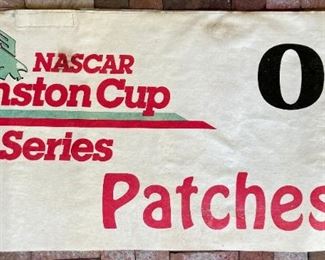 NASCAR
nston Cup
Series
O
Patches